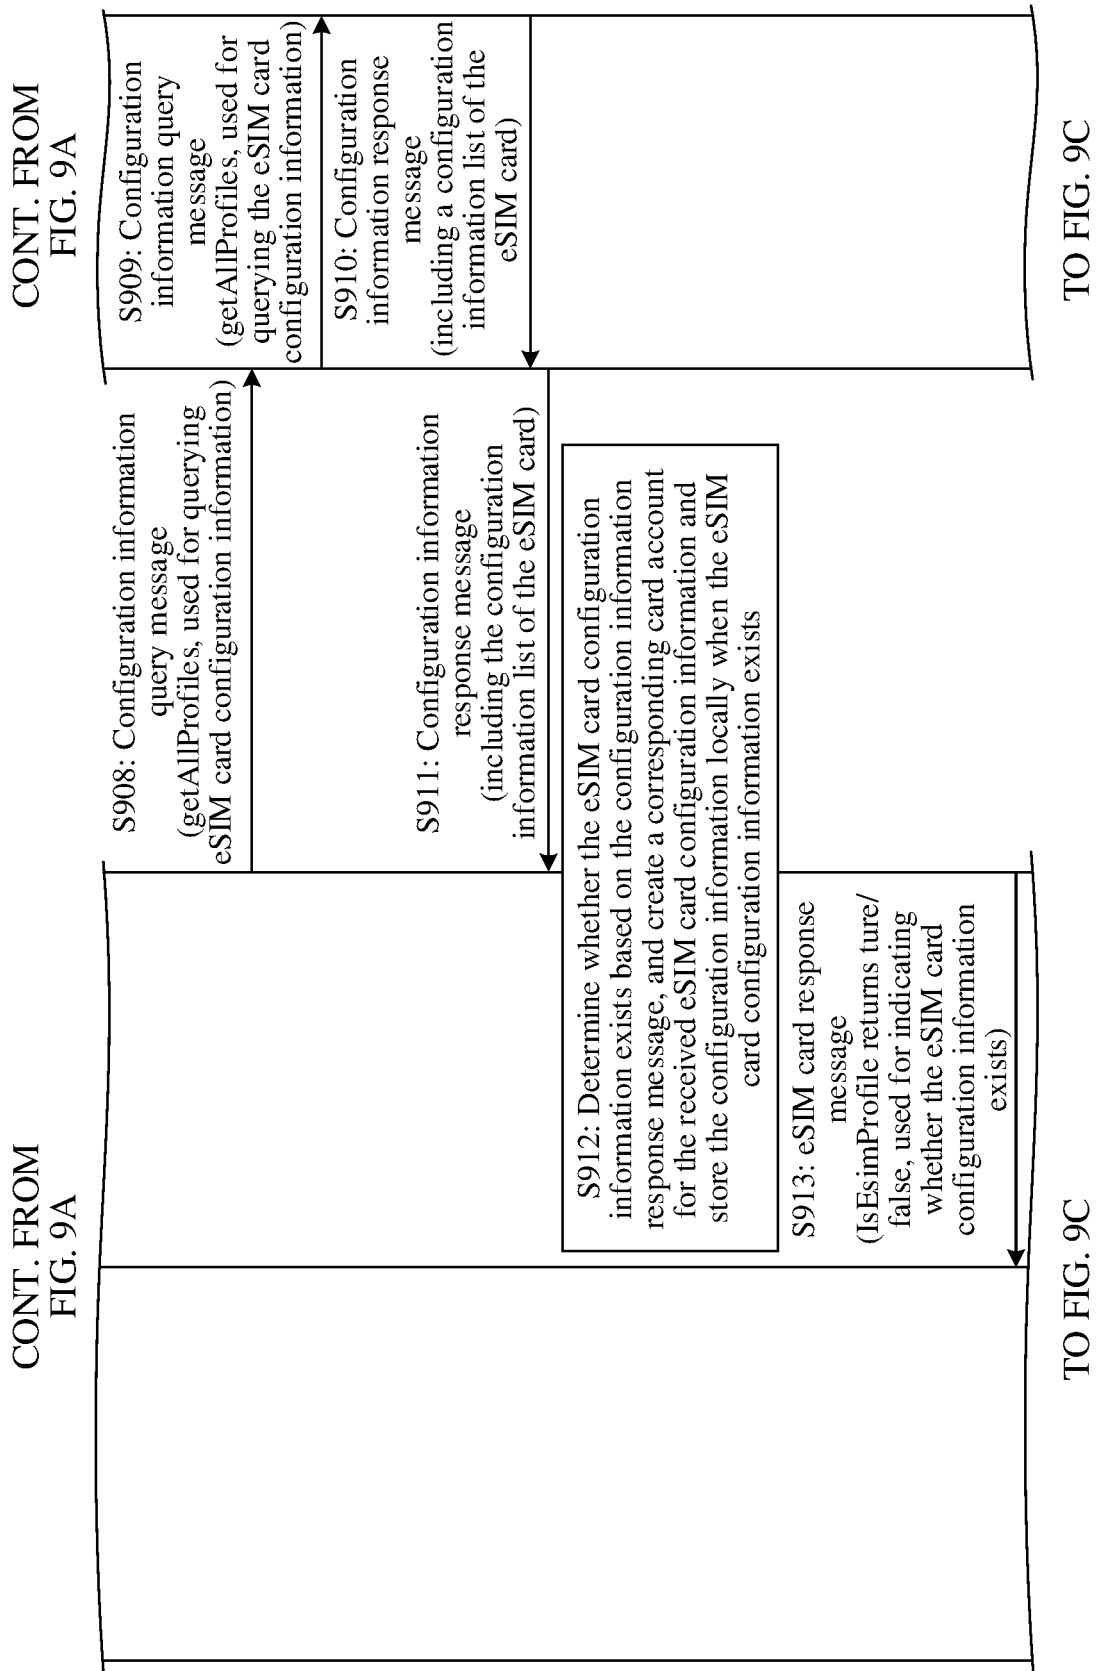 CONT. FROM
FIG. 9A
CONT. FROM
FIG. 9A
S908: Configuration information
query message
(getAllProfiles, used for querying
eSIM card configuration information)
S909: Configuration
information query
message
(getAllProfiles, used for
querying the eSIM card
configuration information)
S910: Configuration
information response
message
(including a configuration
information list of the
eSIM card)
S911: Configuration information
response message
(including the configuration
information list of the eSIM card)
S912: Determine whether the eSIM card configuration
information exists based on the configuration information
response message, and create a corresponding card account
for the received eSIM card configuration information and
store the configuration information locally when the eSIM
card configuration information exists
S913: eSIM card response
message
(IsEsimProfile returns ture/
false, used for indicating
whether the eSIM card
configuration information
exists)
TO FIG. 9C
TO FIG. 9C